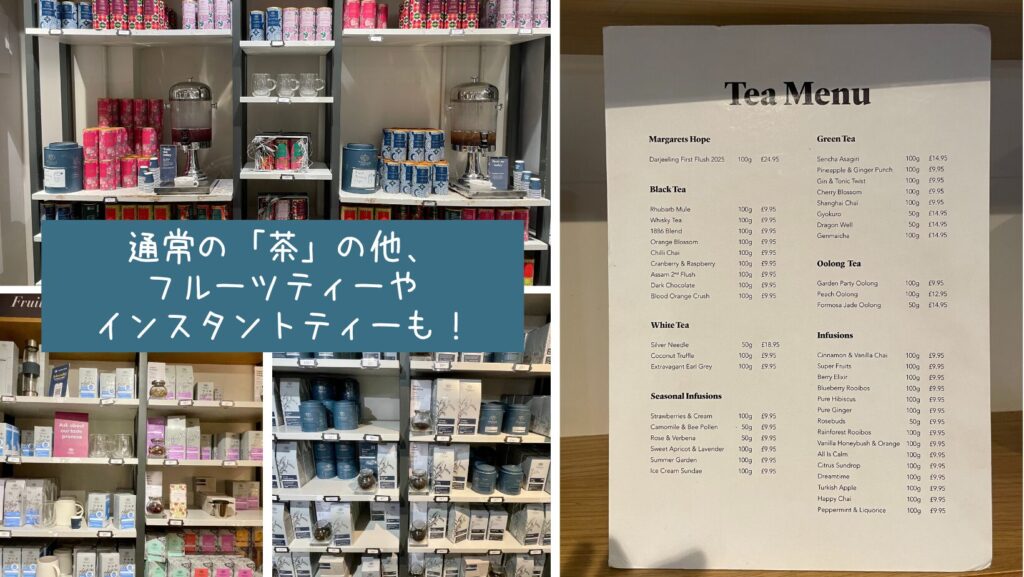 通常の「茶」の他、
フルーツティーや
インスタントティーも！
Ask about
our tea
Tea Menu
Margarets Hope
Darjeeling First Flush 2025 100g £24.95
Black Tea
Rhubarb Mule 100g £9.95
Whisky Tea 100g £9.95
1886 Blend 100g £9.95
Orange Blossom 100g £9.95
Chilli Chai 100g £9.95
Cranberry & Raspberry 100g £9.95
Assam 2nd Flush 100g £9.95
Dark Chocolate 100g £9.95
Blood Orange Crush 100g £9.95
White Tea
Silver Needle 50g £18.95
Coconut Truffle 100g £9.95
Extravagant Earl Grey 100g £9.95
Seasonal Infusions
Strawberries & Cream 100g £9.95
Camomile & Bee Pollen 50g £9.95
Rose & Verbena 50g £9.95
Sweet Apricot & Lavender 100g £9.95
Summer Garden 100g £9.95
Ice Cream Sundae 100g £9.95
Green Tea
Sencha Asagiri 100g £14.95
Pineapple & Ginger Punch 100g £9.95
Gin & Tonic Twist 100g £9.95
Cherry Blossom 100g £9.95
Shanghai Chai 100g £9.95
Gyokuro 50g £14.95
Dragon Well 50g £14.95
Genmaicha 100g £14.95
Oolong Tea
Garden Party Oolong 100g £9.95
Peach Oolong 100g £12.95
Formosa Jade Oolong 50g £14.95
Infusions
Cinnamon & Vanilla Chai 100g £9.95
Super Fruits 100g £9.95
Berry Elixir 100g £9.95
Blueberry Rooibos 100g £9.95
Pure Hibiscus 100g £9.95
Pure Ginger 100g £9.95
Rosebuds 50g £9.95
Rainforest Rooibos 100g £9.95
Vanilla Honeybush & Orange 100g £9.95
All Is Calm 100g £9.95
Citrus Sundrop 100g £9.95
Dreamtime 100g £9.95
Turkish Apple 100g £9.95
Happy Chai 100g £9.95
Peppermint & Liquorice 100g £9.95